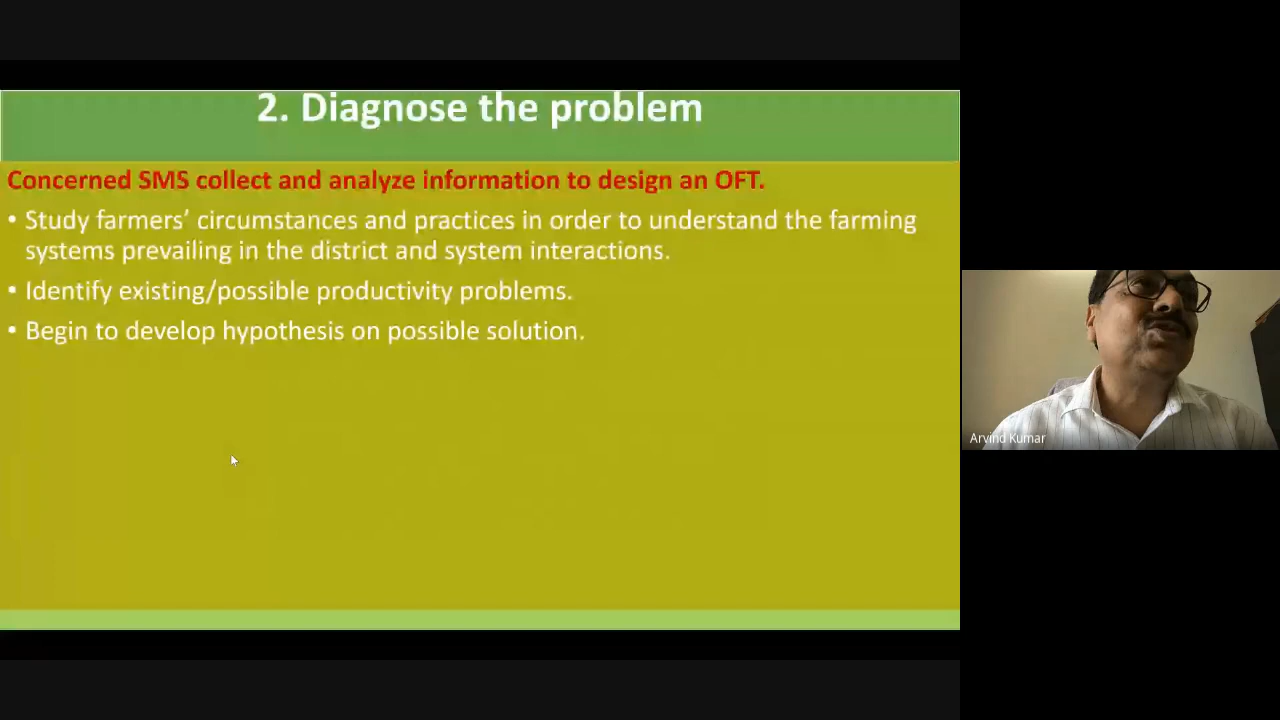 2. Diagnose the problem
Concerned SMS collect and analyze information to design an OFT.
• Study farmers’ circumstances and practices in order to understand the farming
systems prevailing in the district and system interactions.
• Identify existing/possible productivity problems.
• Begin to develop hypothesis on possible solution.
Arvind Kumar